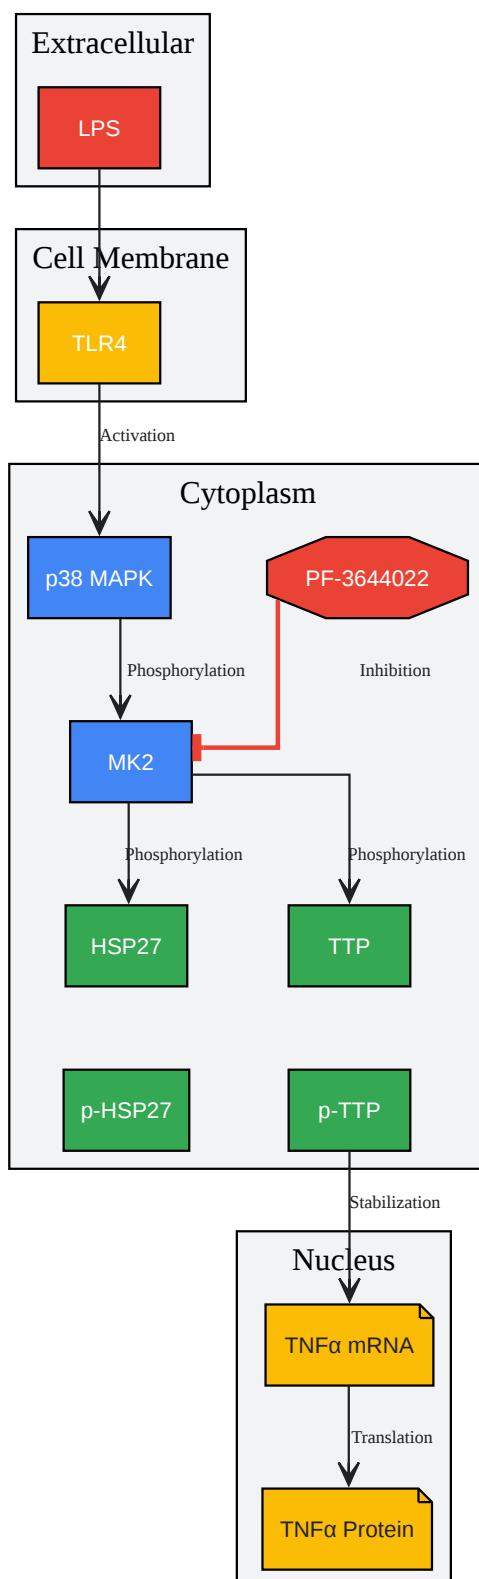 Extracellular
LPS
Cell Membrane
TLR4
Activation
Cytoplasm
p38 MAPK
PF-3644022
Phosphorylation
Inhibition
MK2
Phosphorylation
Phosphorylation
HSP27
TTP
p-HSP27
p-TTP
Stabilization
Nucleus
TNFα mRNA
Translation
TNFα Protein